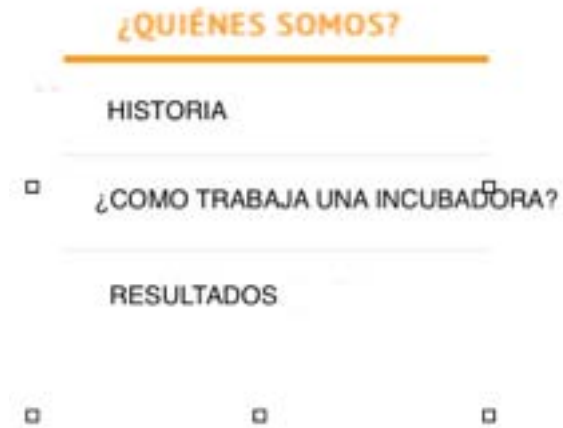 ¿QUIÉNES SOMOS?
HISTORIA
¿COMO TRABAJA UNA INCUBADORA?
RESULTADOS